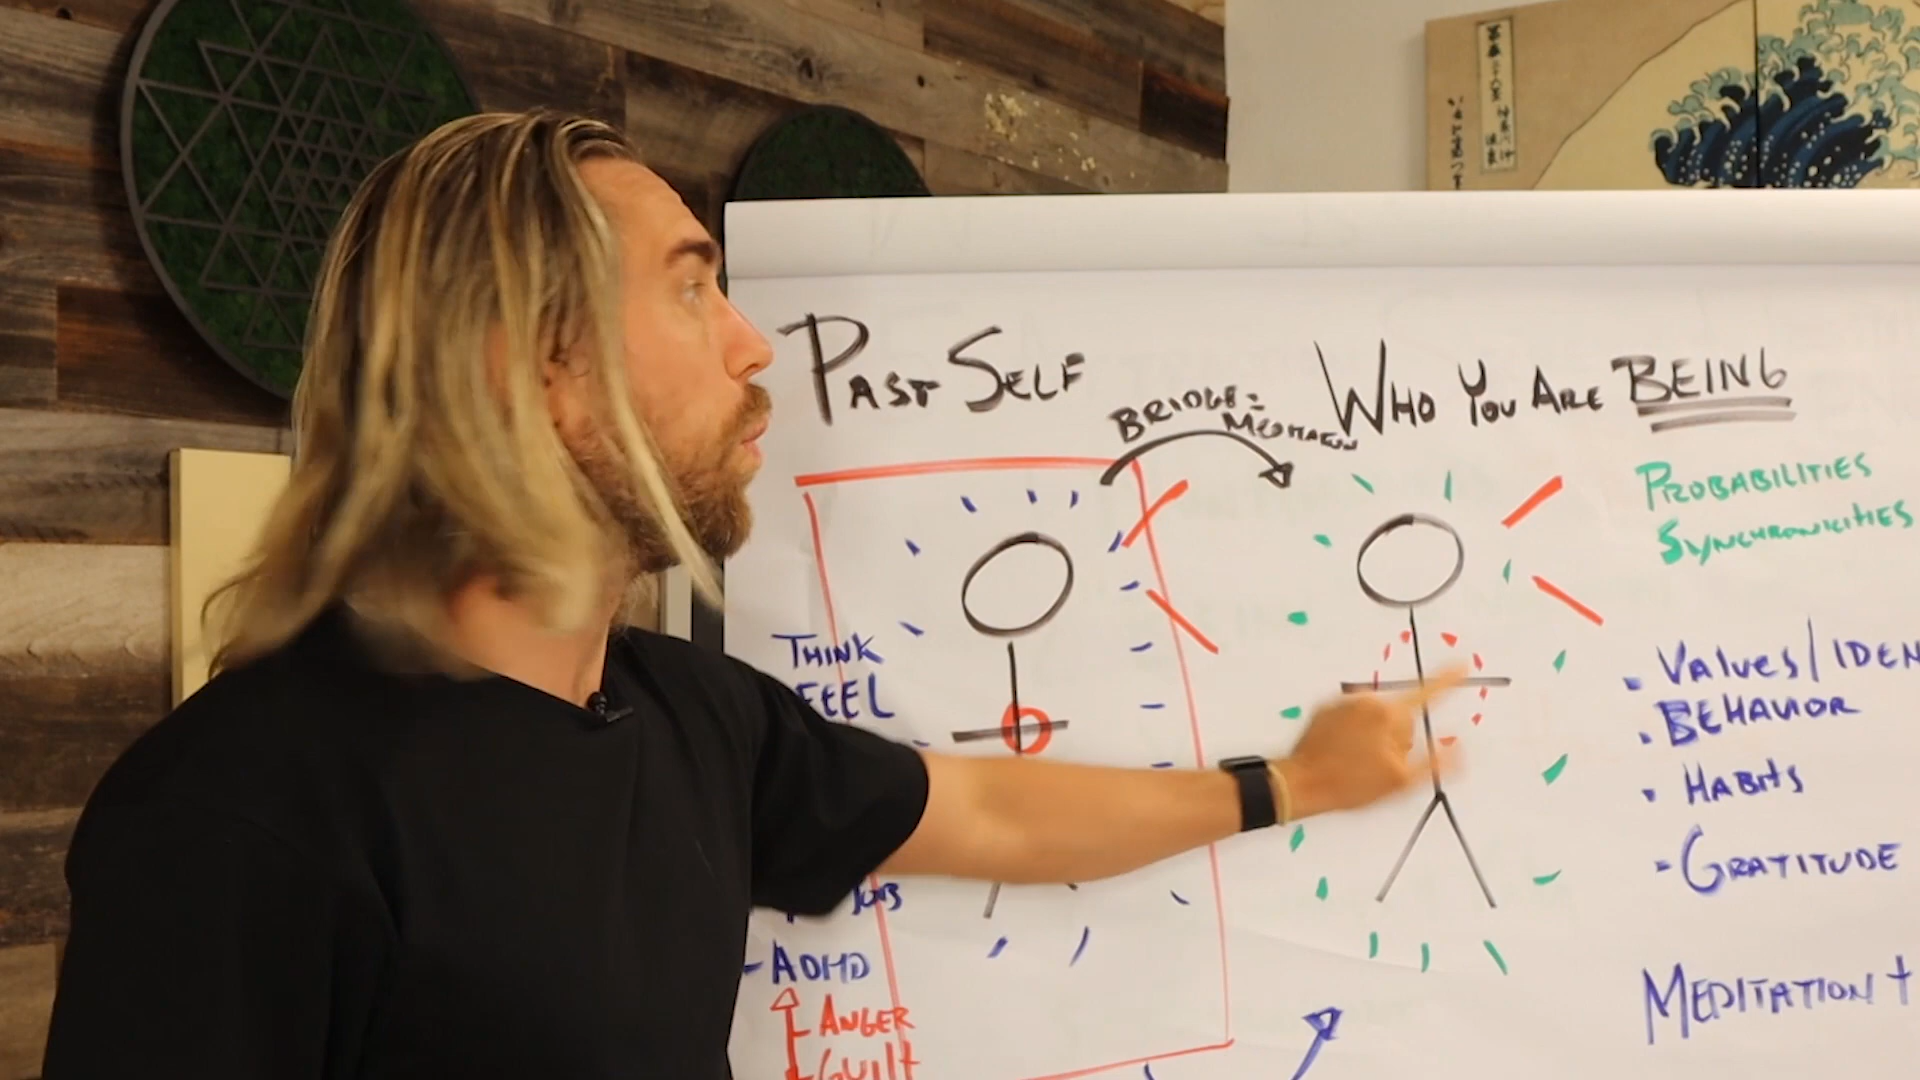 PAST SELF
BRIDGE =
MEDITATION
WHO YOU ARE BEING
PROBABILITIES
SYNCHRONICITIES
THINK
FEEL
• VALUES/IDEN
• BEHAVIOR
• HABITS
- GRATITUDE
- ADHD
ANGER
GUILT
MEDITATION +